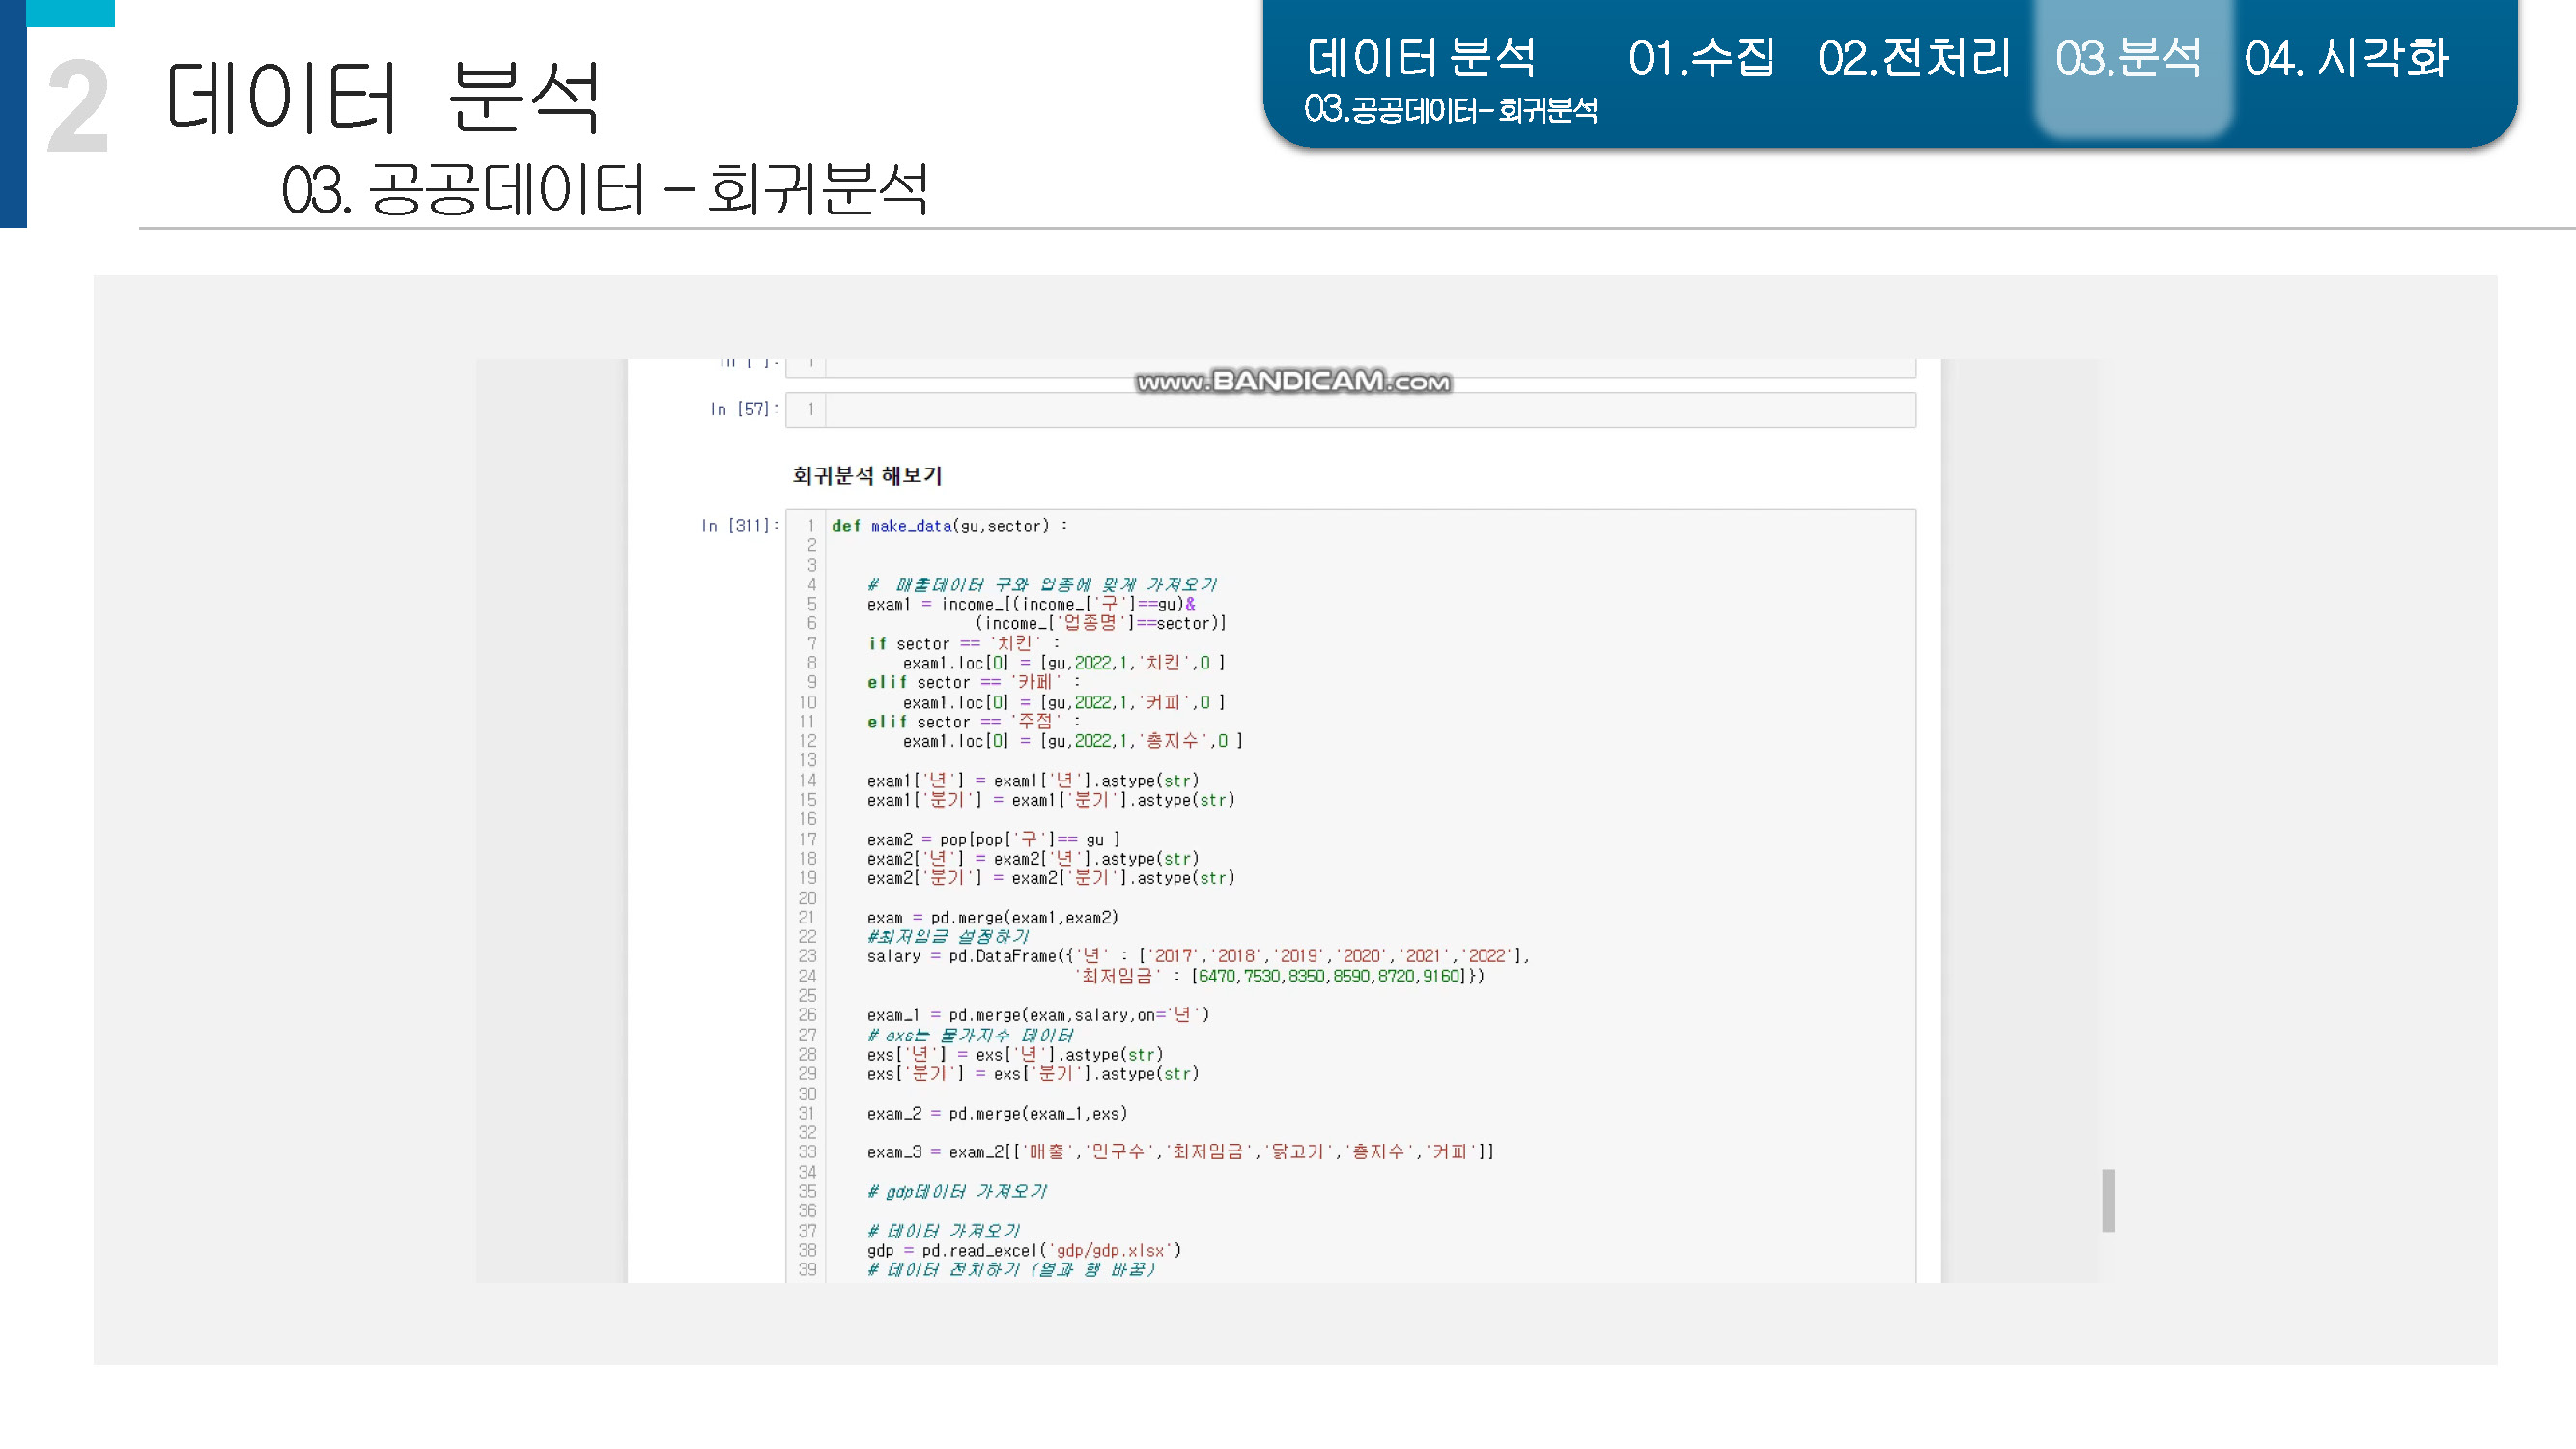 2 데이터 분석
03. 공공데이터 – 회귀분석
데이터 분석 01.수집 02.전처리 03.분석 04. 시각화
03.공공데이터- 회귀분석
www.BANDICAM.com
In [ ]: 1
In [57]: 1
회귀분석 해보기
In [311]:
1 def make_data(gu,sector) :
2
3
4 # 매출데이터 구와 업종에 맞게 가져오기
5 exam1 = income_[(income_['구']==gu)&
6 (income_['업종명']==sector)]
7 if sector == '치킨' :
8 exam1.loc[0] = [gu,2022,1,'치킨',0 ]
9 elif sector == '카페' :
10 exam1.loc[0] = [gu,2022,1,'커피',0 ]
11 elif sector == '주점' :
12 exam1.loc[0] = [gu,2022,1,'총지수',0 ]
13
14 exam1['년'] = exam1['년'].astype(str)
15 exam1['분기'] = exam1['분기'].astype(str)
16
17 exam2 = pop[pop['구']== gu ]
18 exam2['년'] = exam2['년'].astype(str)
19 exam2['분기'] = exam2['분기'].astype(str)
20
21 exam = pd.merge(exam1,exam2)
22 #최저임금 설정하기
23 salary = pd.DataFrame({'년' : ['2017','2018','2019','2020','2021','2022'],
24 '최저임금' : [6470,7530,8350,8590,8720,9160]})
25
26 exam_1 = pd.merge(exam,salary,on='년')
27 # exs는 물가지수 데이터
28 exs['년'] = exs['년'].astype(str)
29 exs['분기'] = exs['분기'].astype(str)
30
31 exam_2 = pd.merge(exam_1,exs)
32
33 exam_3 = exam_2[['매출','인구수','최저임금','닭고기','총지수','커피']]
34
35 # gdp데이터 가져오기
36
37 # 데이터 가져오기
38 gdp = pd.read_excel('gdp/gdp.xlsx')
39 # 데이터 전치하기 (열과 행 바꿈)